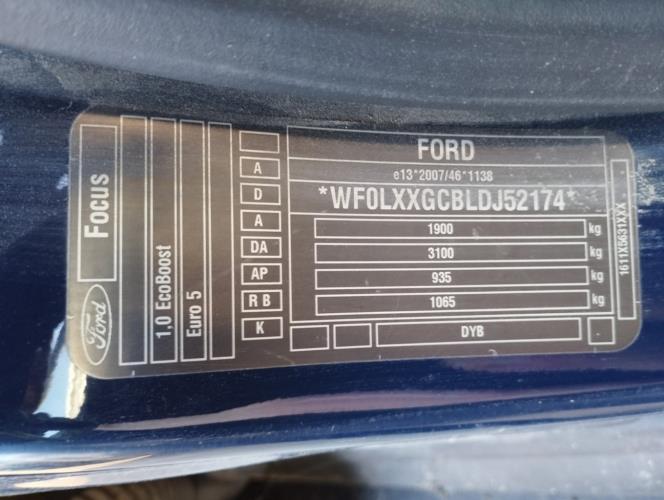 FORD
e13*2007/46*1138
*WF0LXXGCBLDJ52174*
1900 kg
3100 kg
935 kg
1065 kg
DYB
A
D
A
DA
AP
R B
K
Ford
Focus
1,0 EcoBoost
Euro 5
1611X5631XXX